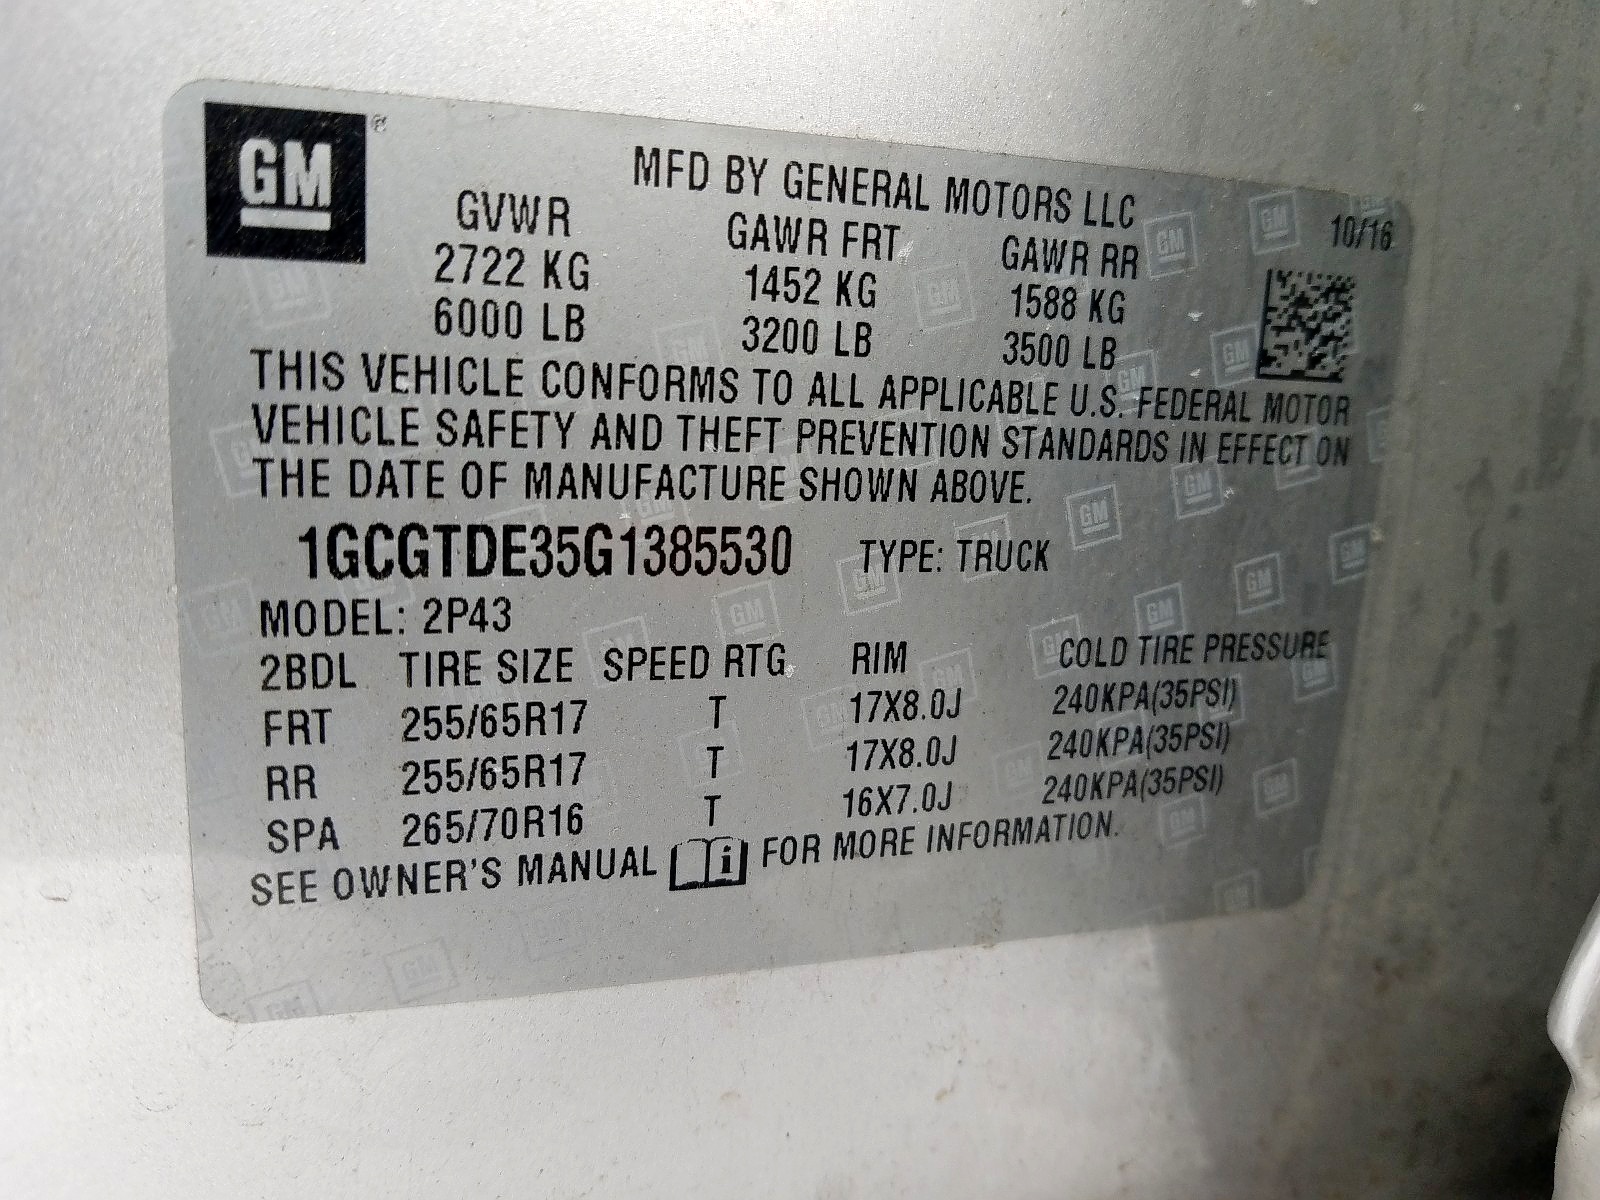 GM®
MFD BY GENERAL MOTORS LLC
10/16
GVWR GAWR FRT GAWR RR
2722 KG 1452 KG 1588 KG
6000 LB 3200 LB 3500 LB
THIS VEHICLE CONFORMS TO ALL APPLICABLE U.S. FEDERAL MOTOR
VEHICLE SAFETY AND THEFT PREVENTION STANDARDS IN EFFECT ON
THE DATE OF MANUFACTURE SHOWN ABOVE.
1GCGTDE35G1385530 TYPE: TRUCK
MODEL: 2P43
2BDL TIRE SIZE SPEED RTG RIM COLD TIRE PRESSURE
FRT 255/65R17 T 17X8.0J 240KPA(35PSI)
RR 255/65R17 T 17X8.0J 240KPA(35PSI)
SPA 265/70R16 T 16X7.0J 240KPA(35PSI)
SEE OWNER'S MANUAL i FOR MORE INFORMATION.